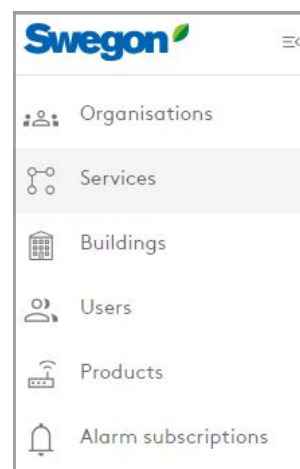 Swegon
Organisations
Services
Buildings
Users
Products
Alarm subscriptions